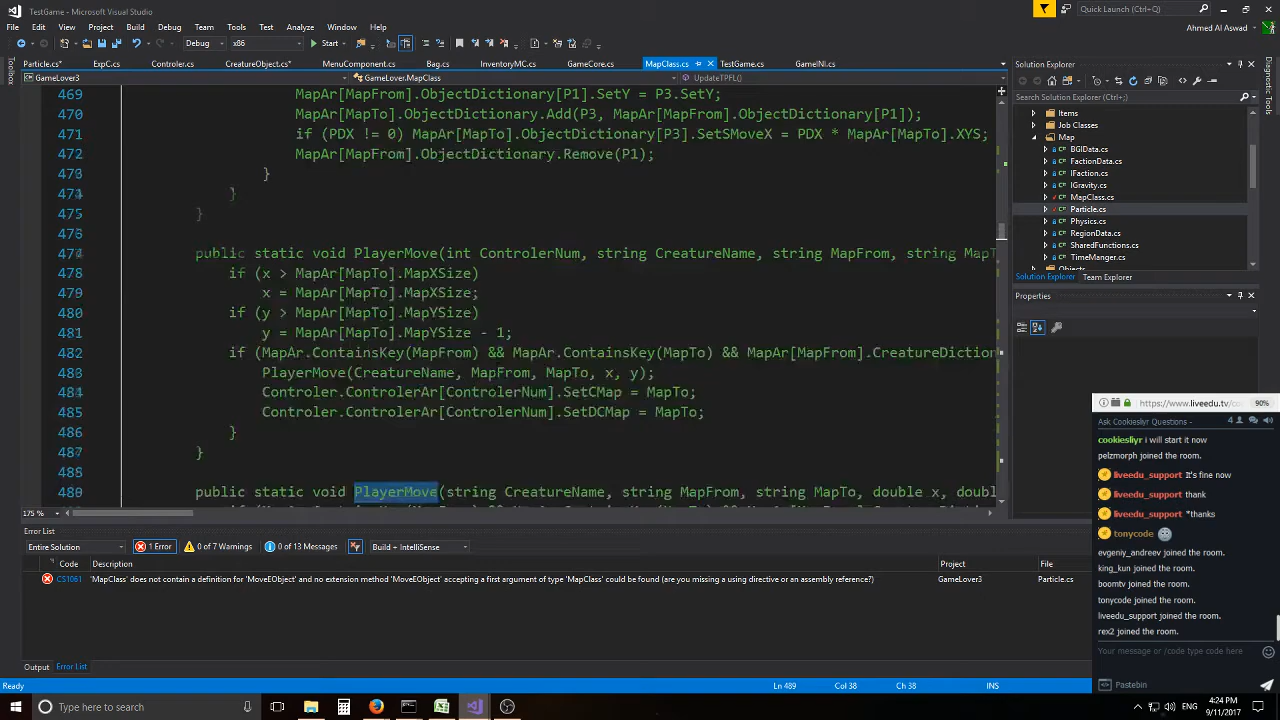 TestGame - Microsoft Visual Studio
Quick Launch (Ctrl+Q)
File Edit View Project Build Debug Team Tools Architecture Test Analyze Window Help
Ahmed Al Aswad
Debug x86 Start
Particle.cs* ExpC.cs Controler.cs CreatureObject.cs* MenuComponent.cs Bag.cs InventoryMC.cs GameCore.cs MapClass.cs TestGame.cs GameINI.cs
GameLover3 GameLover.MapClass UpdateTPFL()
Toolbox
469 MapAr[MapFrom].ObjectDictionary[P1].SetY = P3.SetY;
470 MapAr[MapTo].ObjectDictionary.Add(P3, MapAr[MapFrom].ObjectDictionary[P1]);
471 if (PDX != 0) MapAr[MapTo].ObjectDictionary[P3].SetSMoveX = PDX * MapAr[MapTo].XYS;
472 MapAr[MapFrom].ObjectDictionary.Remove(P1);
473 }
474 }
475 }
476
public static void PlayerMove(int ControlerNum, string CreatureName, string MapFrom, string MapT
478 if (x > MapAr[MapTo].MapXSize)
479 x = MapAr[MapTo].MapXSize;
480 if (y > MapAr[MapTo].MapYSize)
481 y = MapAr[MapTo].MapYSize - 1;
482 if (MapAr.ContainsKey(MapFrom) && MapAr.ContainsKey(MapTo) && MapAr[MapFrom].CreatureDiction
483 PlayerMove(CreatureName, MapFrom, MapTo, x, y);
484 Controler.ControlerAr[ControlerNum].SetCMap = MapTo;
485 Controler.ControlerAr[ControlerNum].SetDCMap = MapTo;
486 }
487 }
488
public static void PlayerMove(string CreatureName, string MapFrom, string MapTo, double x, doubl
175 %
Solution Explorer
Search Solution Explorer (Ctrl+;)
Items
Job Classes
Map
BGIData.cs
FactionData.cs
IFaction.cs
IGravity.cs
MapClass.cs
Particle.cs
Physics.cs
RegionData.cs
SharedFunctions.cs
TimeManger.cs
Solution Explorer Team Explorer
Properties
Diagnostic Tools
Error List
Entire Solution 1 Error 0 of 7 Warnings 0 of 13 Messages Build + IntelliSense
Code Description Project File
CS1061 'MapClass' does not contain a definition for 'MoveEObject' and no extension method 'MoveEObject' accepting a first argument of type 'MapClass' could be found (are you missing a using directive or an assembly reference?) GameLover3 Particle.cs
Output Error List
Ready Ln 489 Col 38 Ch 38 INS
https://www.liveedu.tv/ 90%
Ask Cookiesliyr Questions - 4
cookiesliyr i will start it now
pelzmorph joined the room.
liveedu_support It's fine now
liveedu_support thank
liveedu_support *thanks
tonycode
evgeniy_andreev joined the room.
king_kun joined the room.
boomtv joined the room.
tonycode joined the room.
liveedu_support joined the room.
rex2 joined the room.
Your message or /code type code here
Pastebin
Type here to search
4:24 PM
9/11/2017